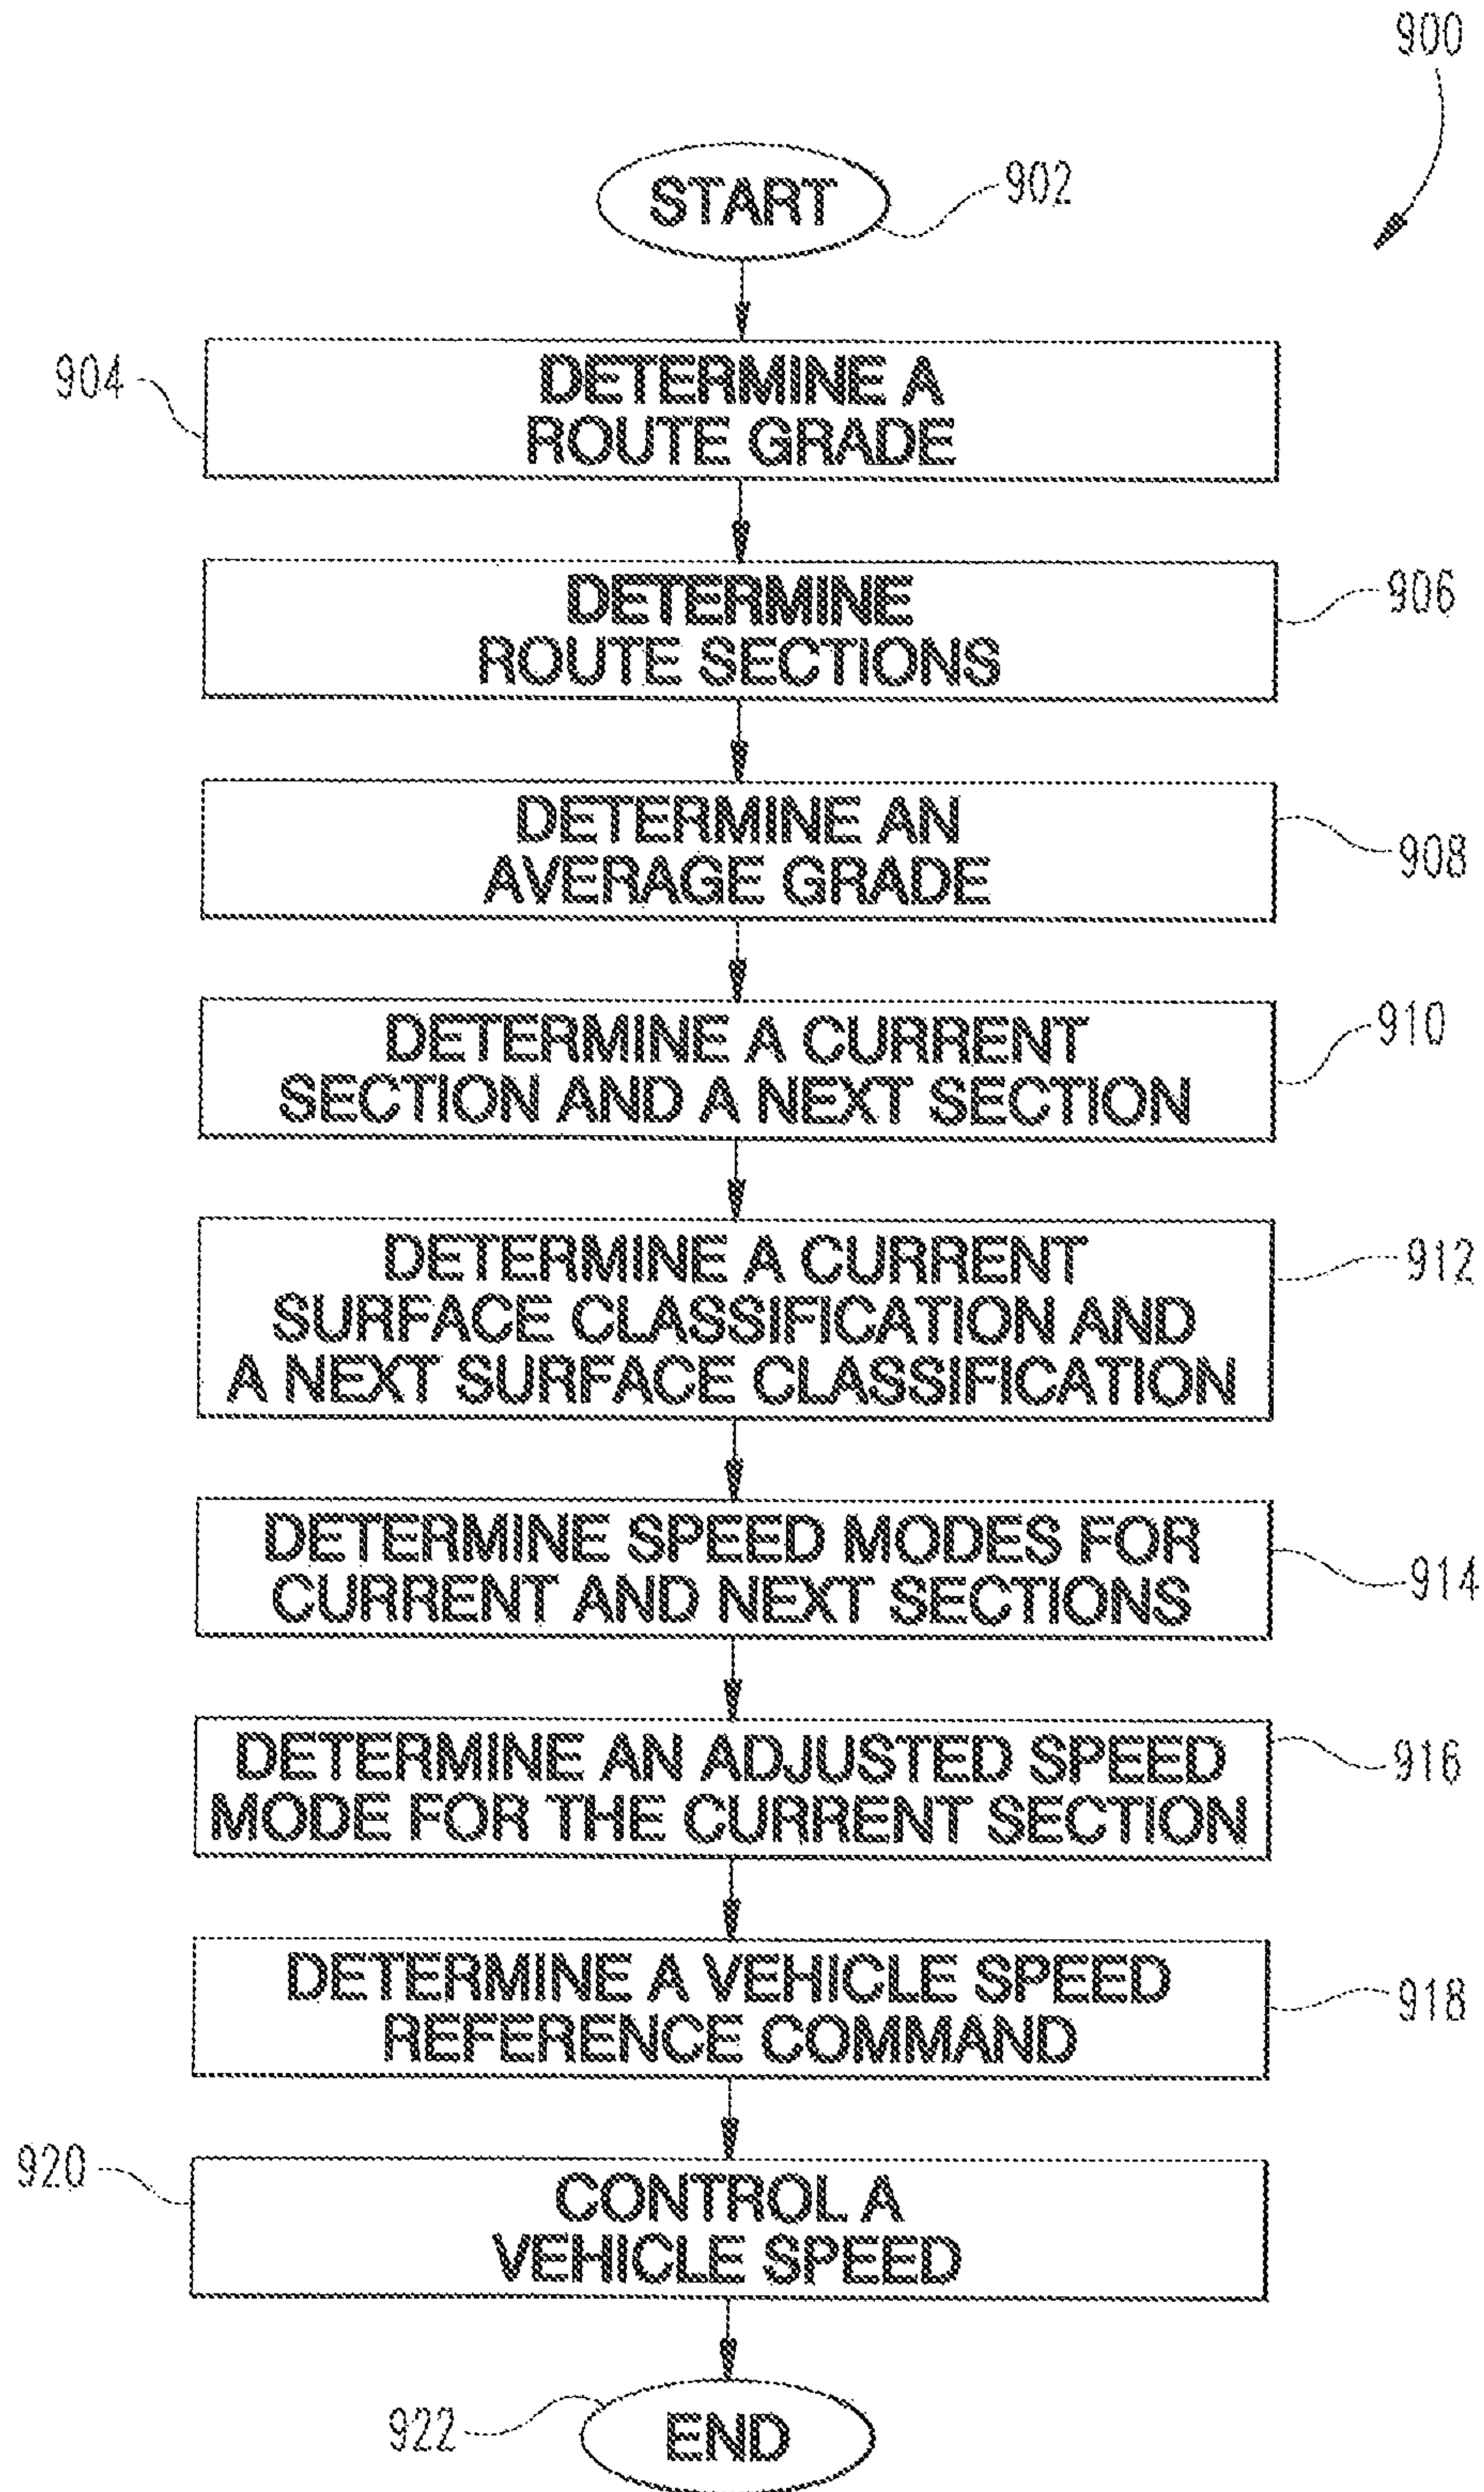 900
START
902
904
DETERMINE A
ROUTE GRADE
DETERMINE
ROUTE SECTIONS
906
DETERMINE AN
AVERAGE GRADE
908
DETERMINE A CURRENT
SECTION AND A NEXT SECTION
910
DETERMINE A CURRENT
SURFACE CLASSIFICATION AND
A NEXT SURFACE CLASSIFICATION
912
DETERMINE SPEED MODES FOR
CURRENT AND NEXT SECTIONS
914
DETERMINE AN ADJUSTED SPEED
MODE FOR THE CURRENT SECTION
916
DETERMINE A VEHICLE SPEED
REFERENCE COMMAND
918
920
CONTROL A
VEHICLE SPEED
922
END